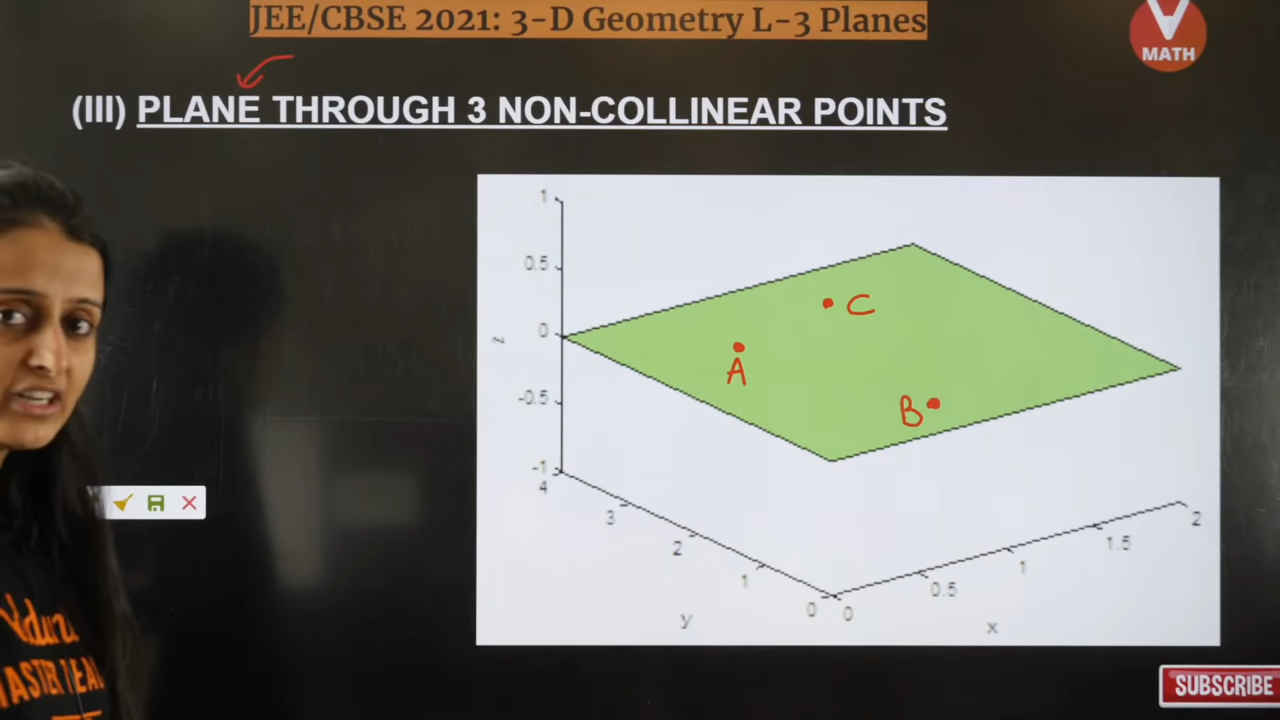 JEE/CBSE 2021: 3-D Geometry L-3 Planes
V
MATH
(III) PLANE THROUGH 3 NON-COLLINEAR POINTS
1
0.5
0
-0.5
-1
z
C
A
B
4
3
2
1
0
y
0
0.5
1
1.5
2
x
SUBSCRIBE